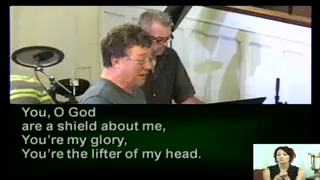 You, O God
are a shield about me,
You're my glory,
You're the lifter of my head.